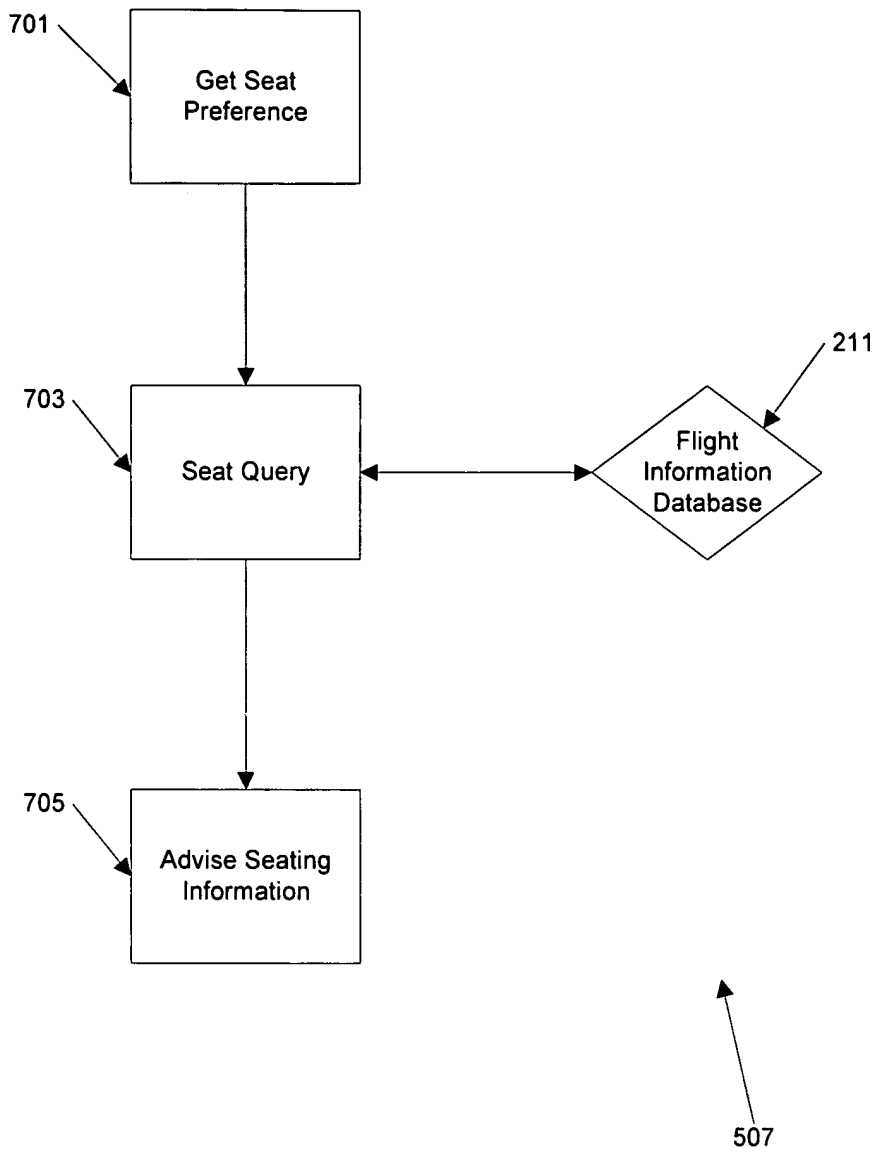 701
Get Seat
Preference
211
703
Seat Query
Flight
Information
Database
705
Advise Seating
Information
507